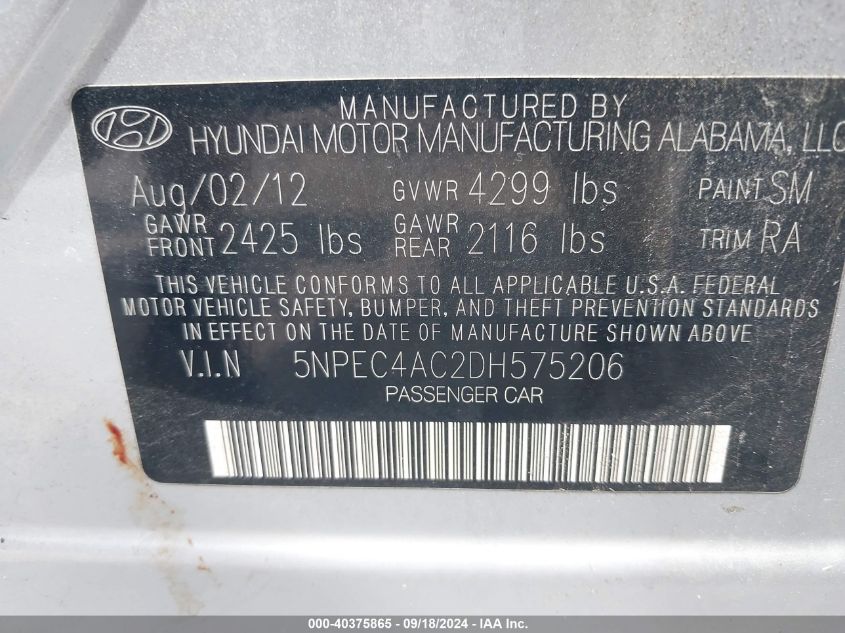 MANUFACTURED BY
HYUNDAI MOTOR MANUFACTURING ALABAMA, LLC
Aug/02/12 GVWR 4299 lbs PAINT SM
GAWR FRONT 2425 lbs GAWR REAR 2116 lbs TRIM RA
THIS VEHICLE CONFORMS TO ALL APPLICABLE U.S.A. FEDERAL
MOTOR VEHICLE SAFETY, BUMPER, AND THEFT PREVENTION STANDARDS
IN EFFECT ON THE DATE OF MANUFACTURE SHOWN ABOVE
V.I.N 5NPEC4AC2DH575206
PASSENGER CAR
000-40375865 - 09/18/2024 - IAA Inc.